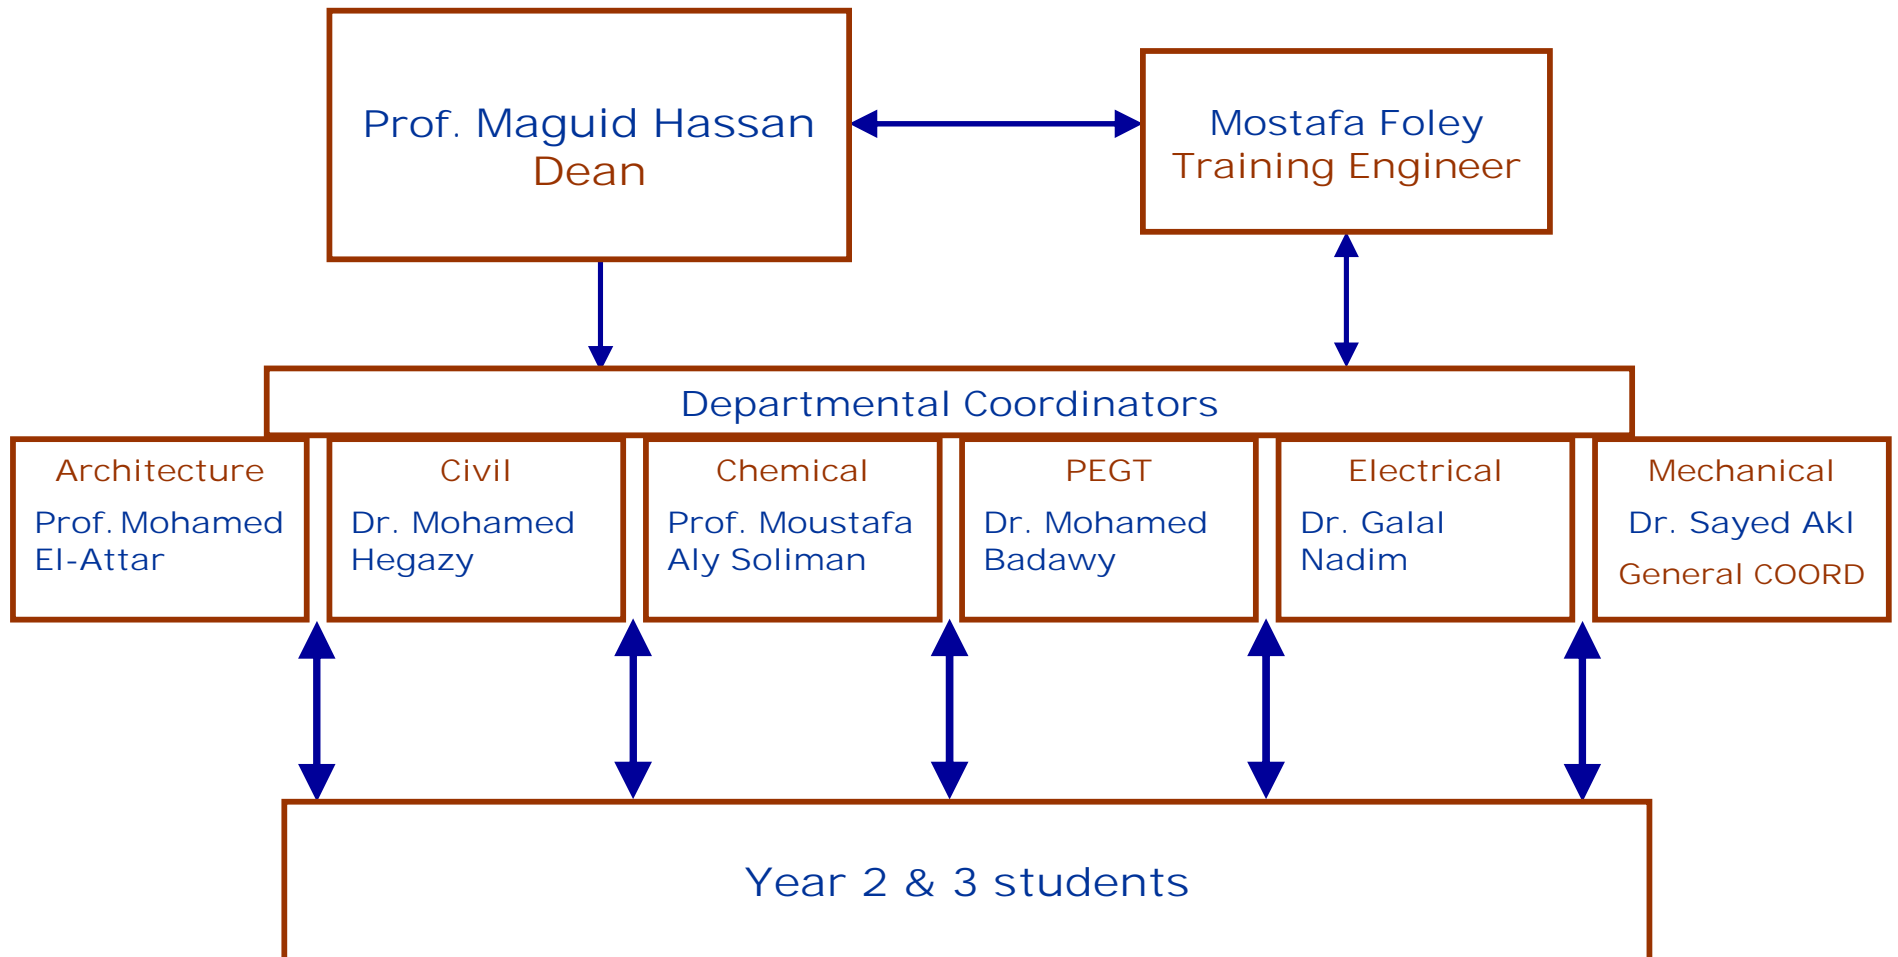 Prof. Maguid Hassan
Dean
Mostafa Foley
Training Engineer
Departmental Coordinators
Architecture
Prof. Mohamed
El-Attar
Civil
Dr. Mohamed
Hegazy
Chemical
Prof. Moustafa
Aly Soliman
PEGT
Dr. Mohamed
Badawy
Electrical
Dr. Galal
Nadim
Mechanical
Dr. Sayed Akl
General COORD
Year 2 & 3 students